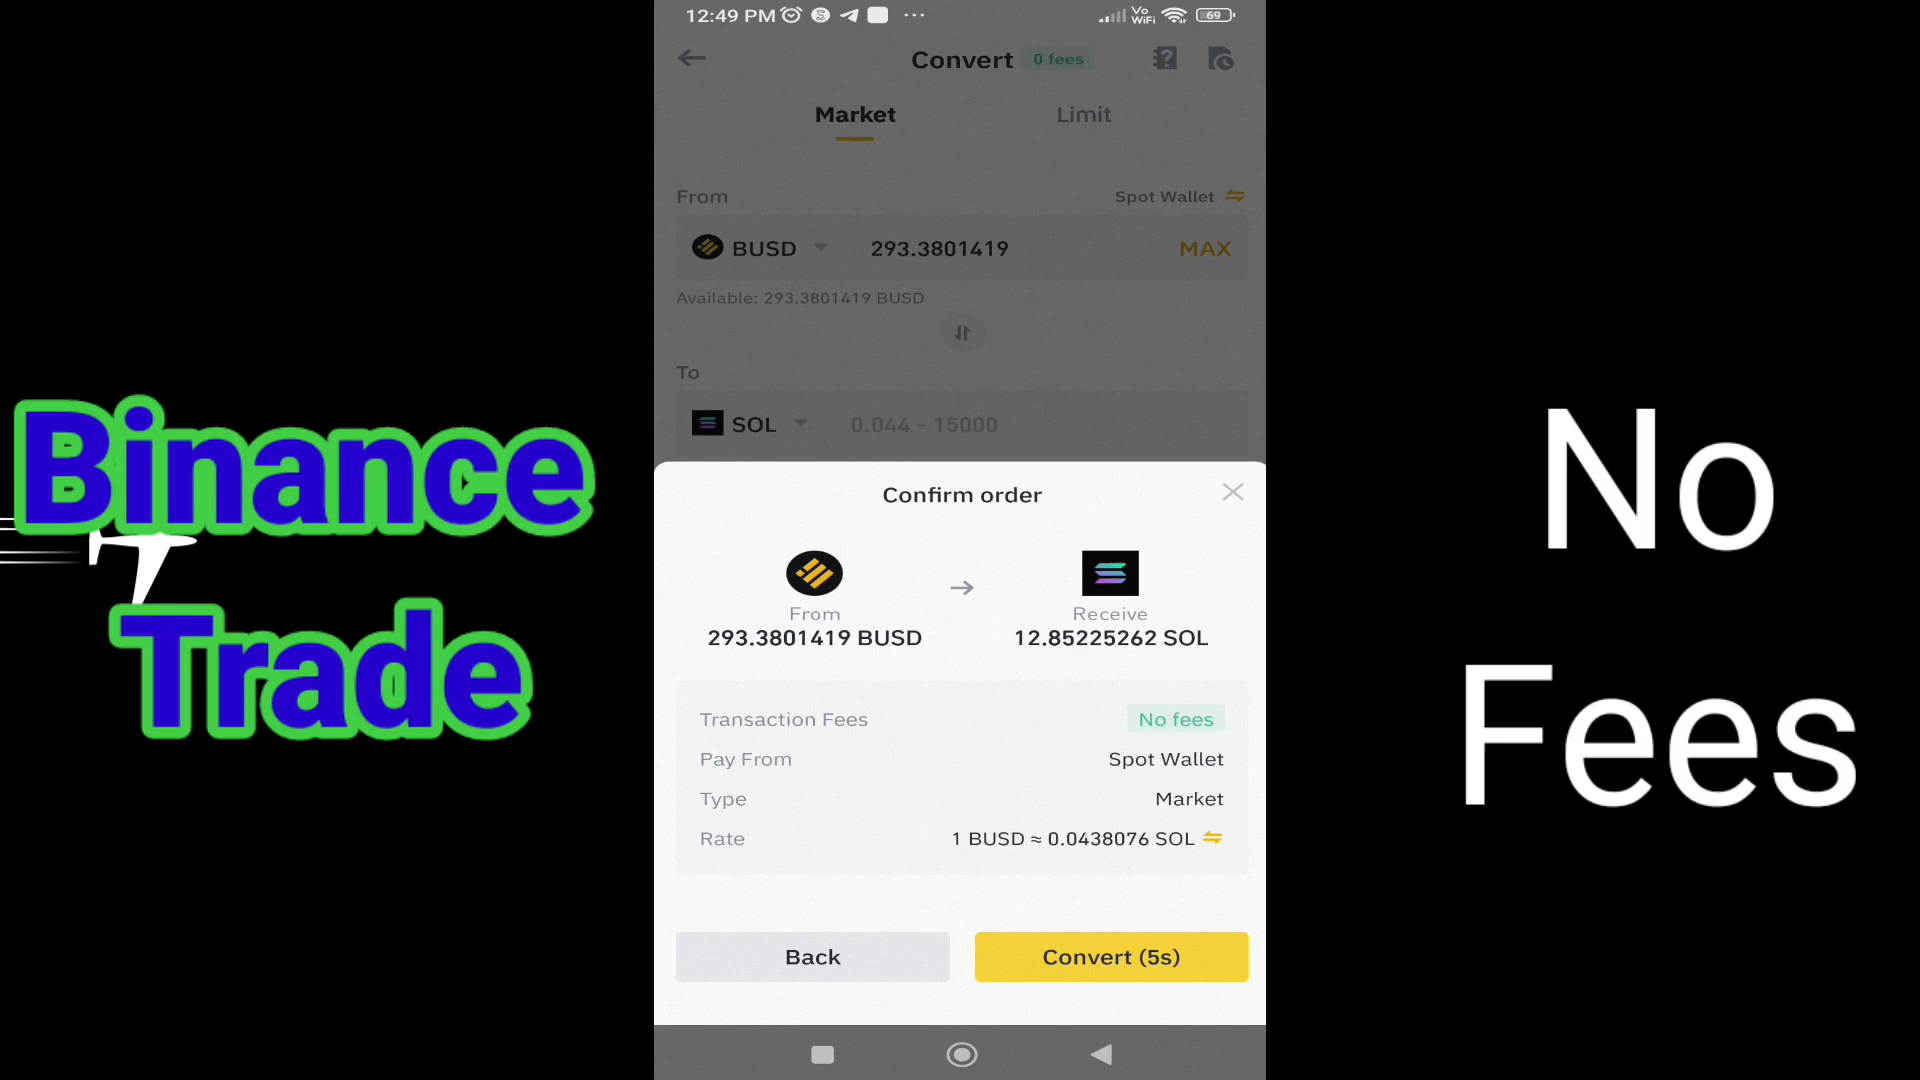 12:49 PM
Vo
WiFi
69
Convert 0 fees
Market Limit
From Spot Wallet
BUSD 293.3801419 MAX
Available: 293.3801419 BUSD
To
SOL 0.044 - 15000
Confirm order
From Receive
293.3801419 BUSD 12.85225262 SOL
Transaction Fees No fees
Pay From Spot Wallet
Type Market
Rate 1 BUSD ≈ 0.0438076 SOL
Back Convert (5s)
Binance
Trade
No
Fees